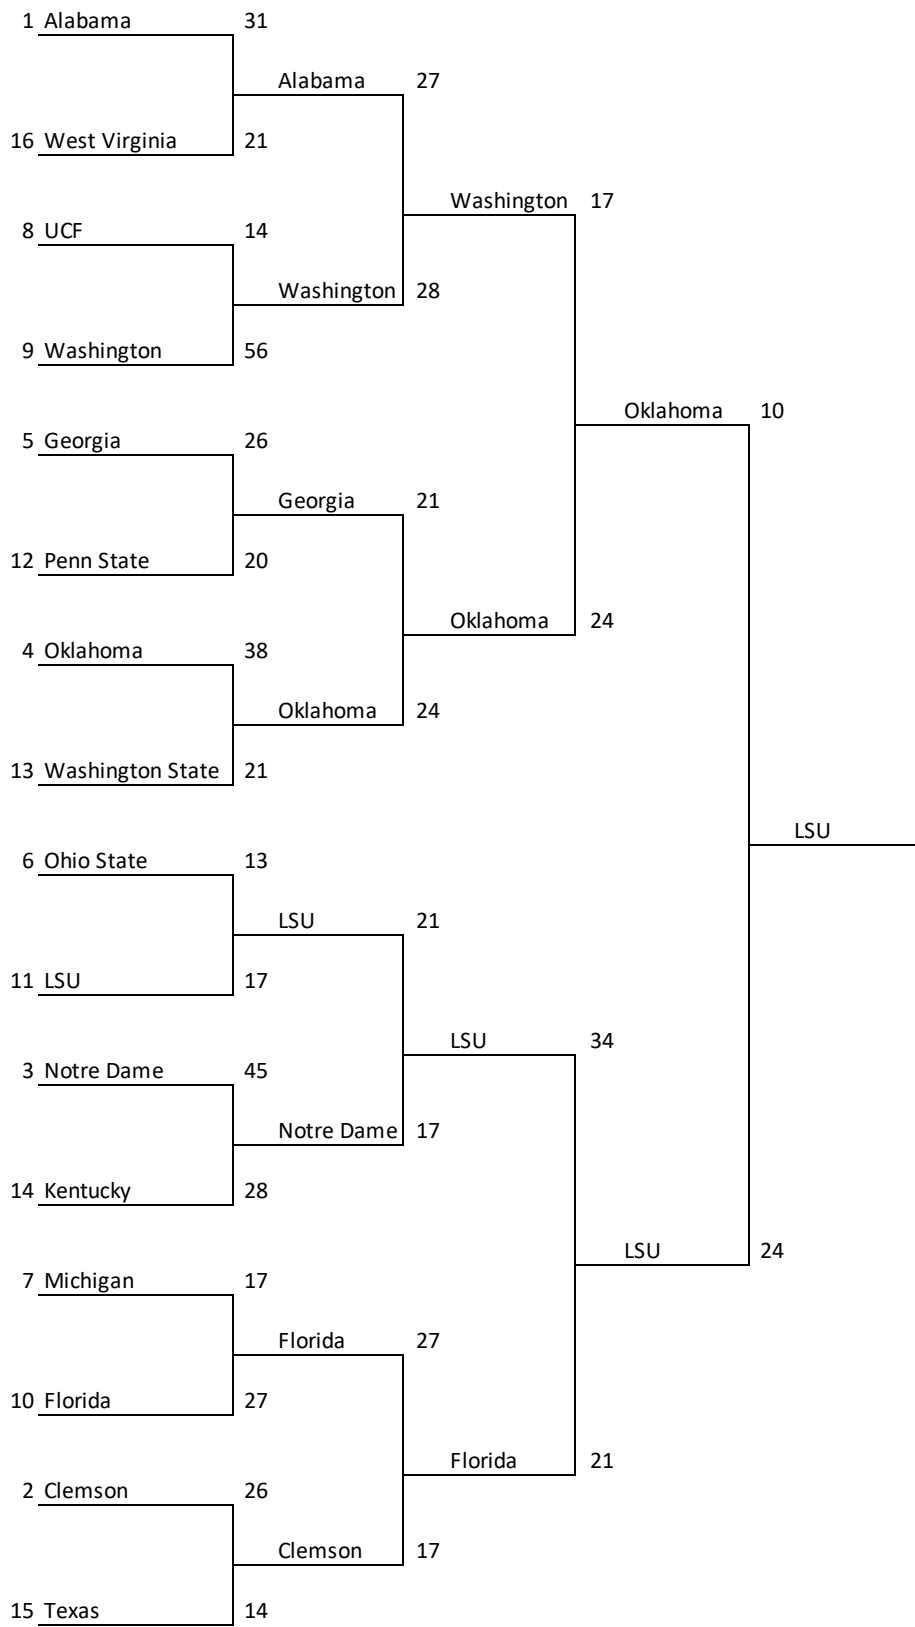 1 Alabama 31
Alabama 27
16 West Virginia 21
Washington 17
8 UCF 14
Washington 28
9 Washington 56
Oklahoma 10
5 Georgia 26
Georgia 21
12 Penn State 20
Oklahoma 24
4 Oklahoma 38
Oklahoma 24
13 Washington State 21
LSU
6 Ohio State 13
LSU 21
11 LSU 17
LSU 34
3 Notre Dame 45
Notre Dame 17
14 Kentucky 28
LSU 24
7 Michigan 17
Florida 27
10 Florida 27
Florida 21
2 Clemson 26
Clemson 17
15 Texas 14